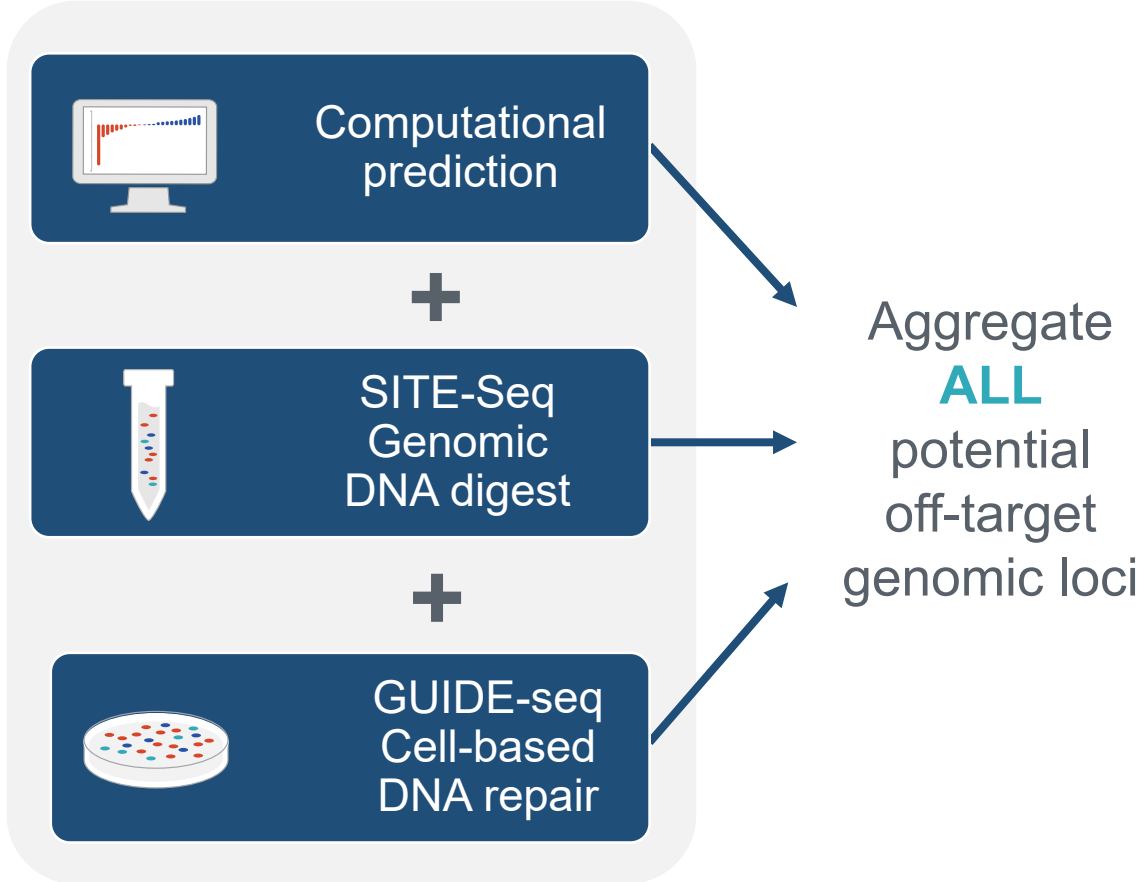 Computational
prediction
+
SITE-Seq
Genomic
DNA digest
+
GUIDE-seq
Cell-based
DNA repair
Aggregate
ALL
potential
off-target
genomic loci